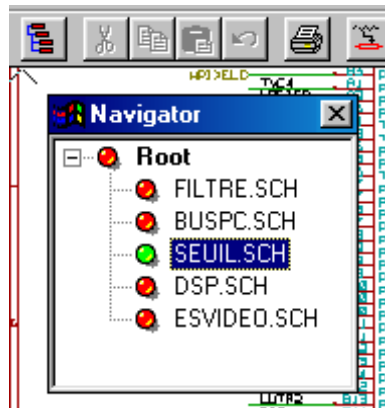 Navigator
Root
FILTRE.SCH
BUSPC.SCH
SEUIL.SCH
DSP.SCH
ESVIDEO.SCH